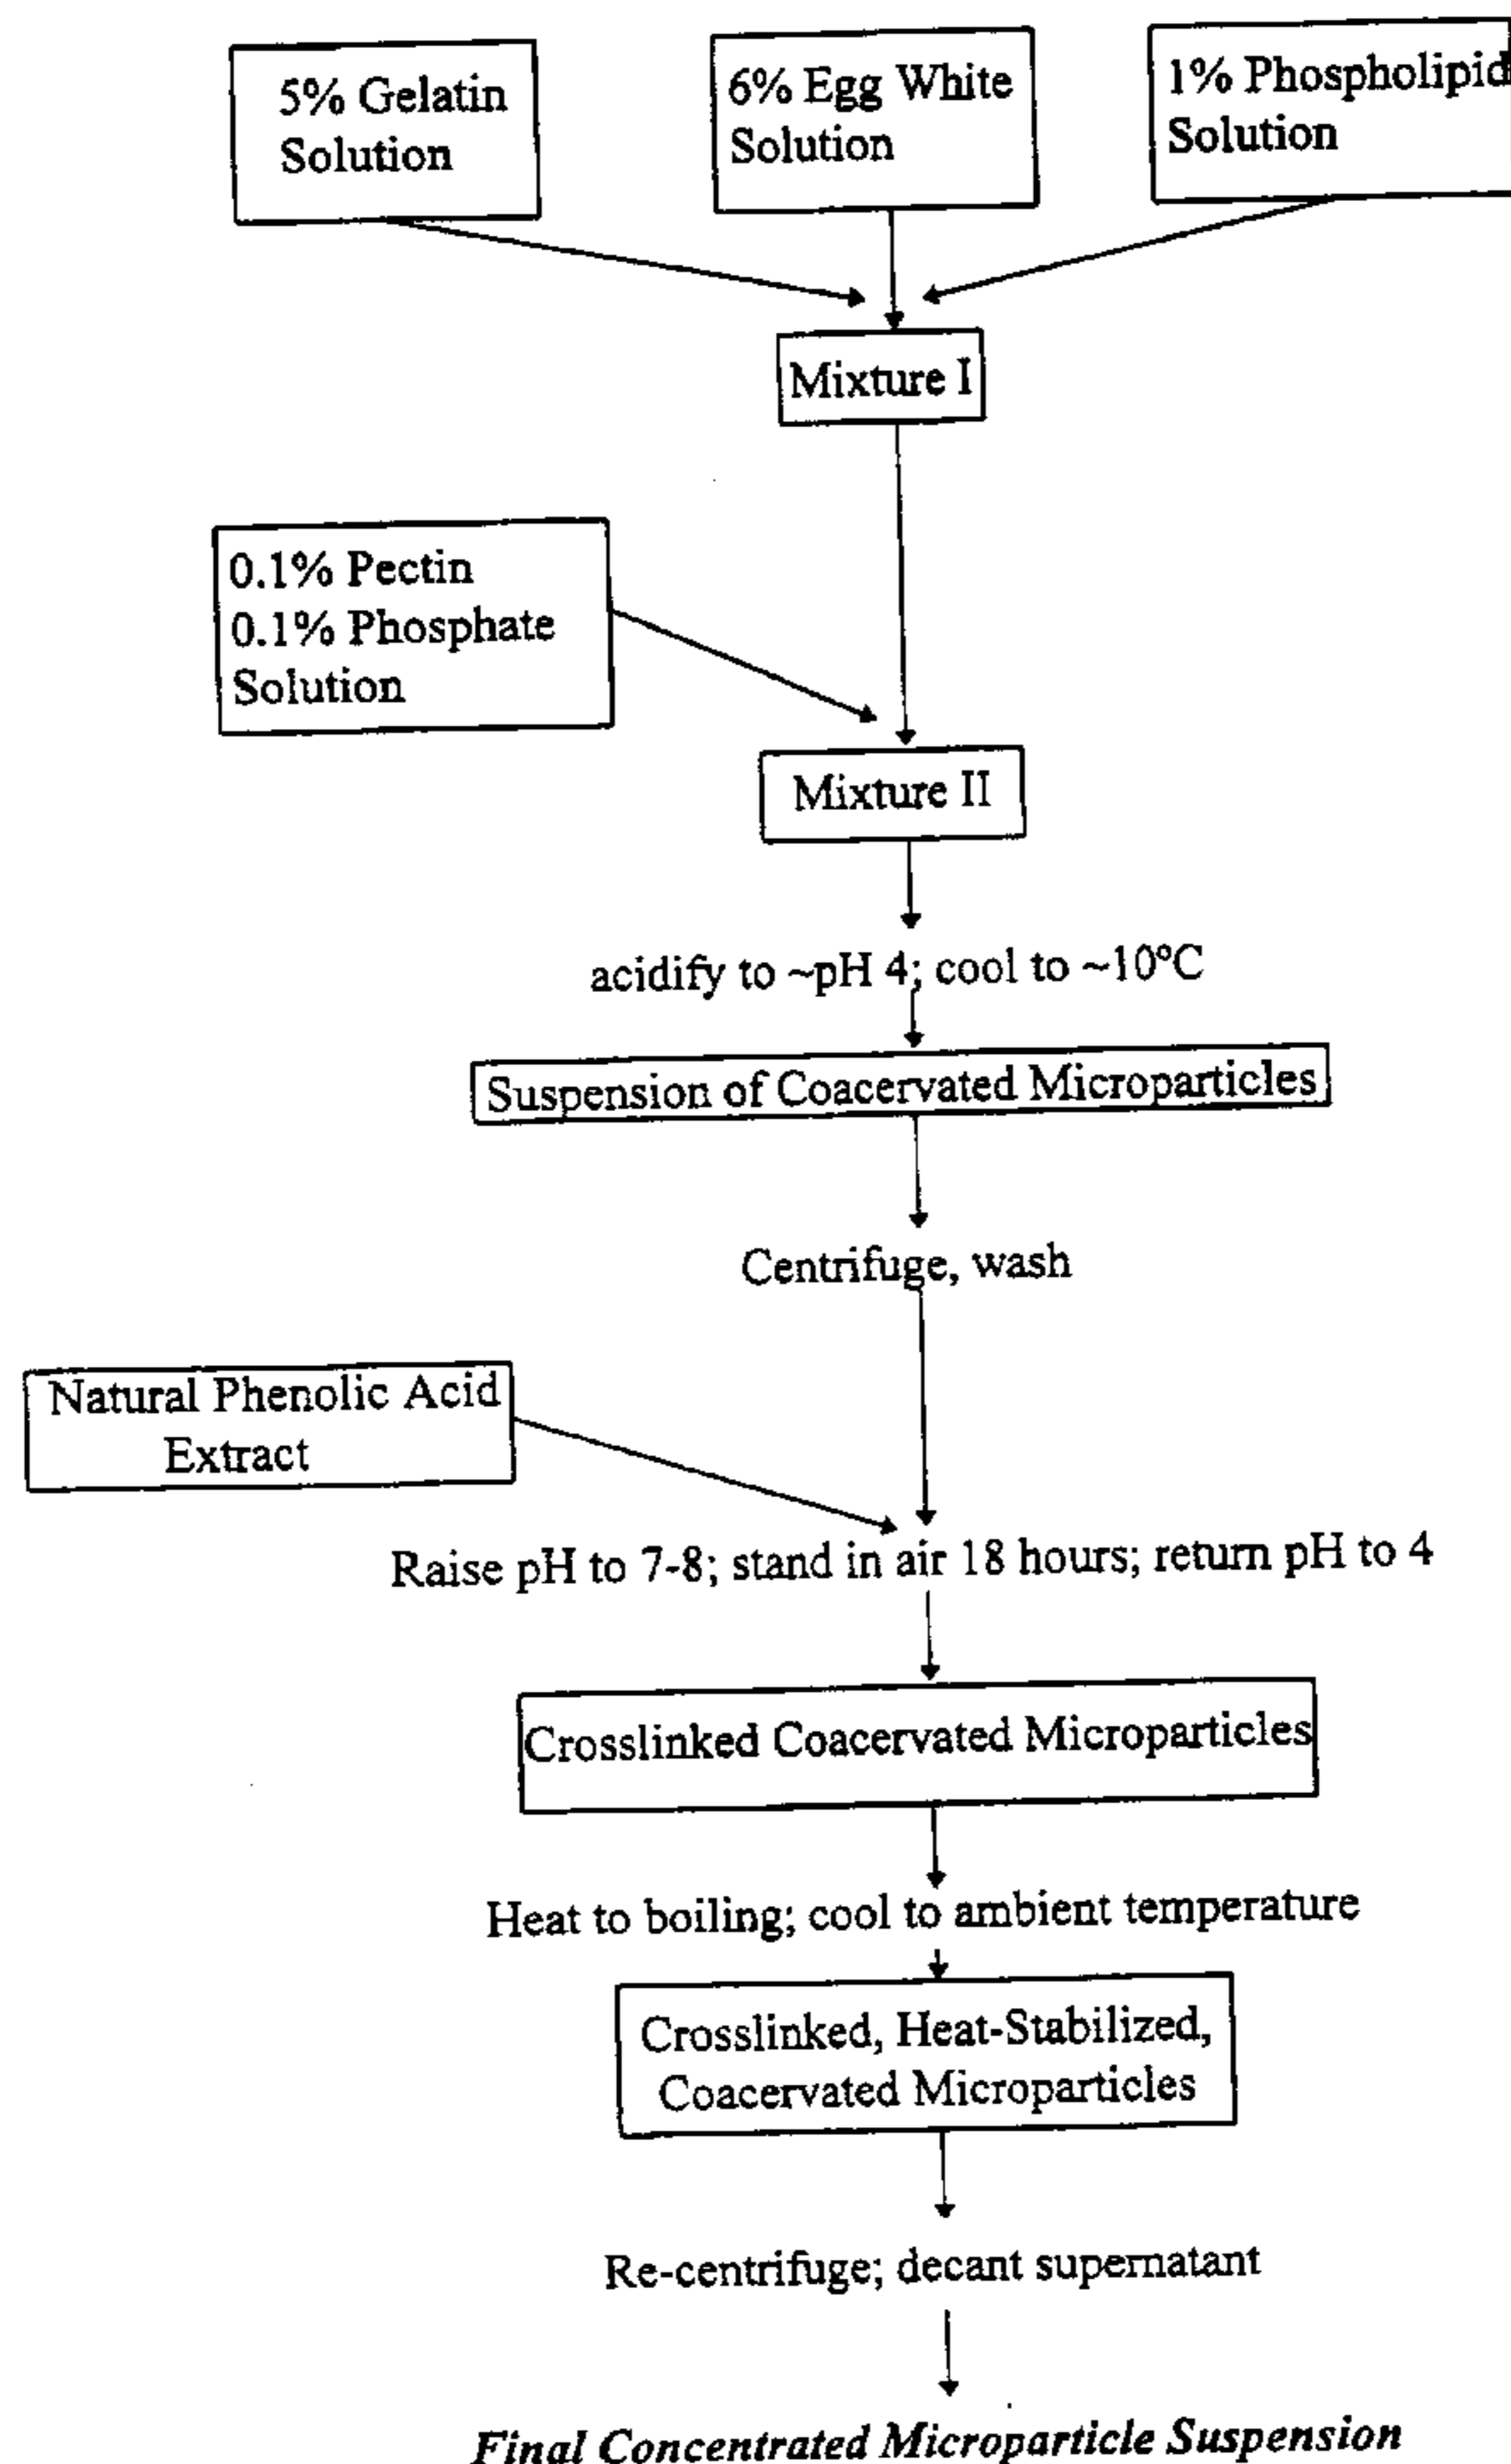 5% Gelatin
Solution
6% Egg White
Solution
1% Phospholipid
Solution
Mixture I
0.1% Pectin
0.1% Phosphate
Solution
Mixture II
acidify to ~pH 4; cool to ~10°C
Suspension of Coacervated Microparticles
Centrifuge, wash
Natural Phenolic Acid
Extract
Raise pH to 7-8; stand in air 18 hours; return pH to 4
Crosslinked Coacervated Microparticles
Heat to boiling; cool to ambient temperature
Crosslinked, Heat-Stabilized,
Coacervated Microparticles
Re-centrifuge; decant supernatant
Final Concentrated Microparticle Suspension